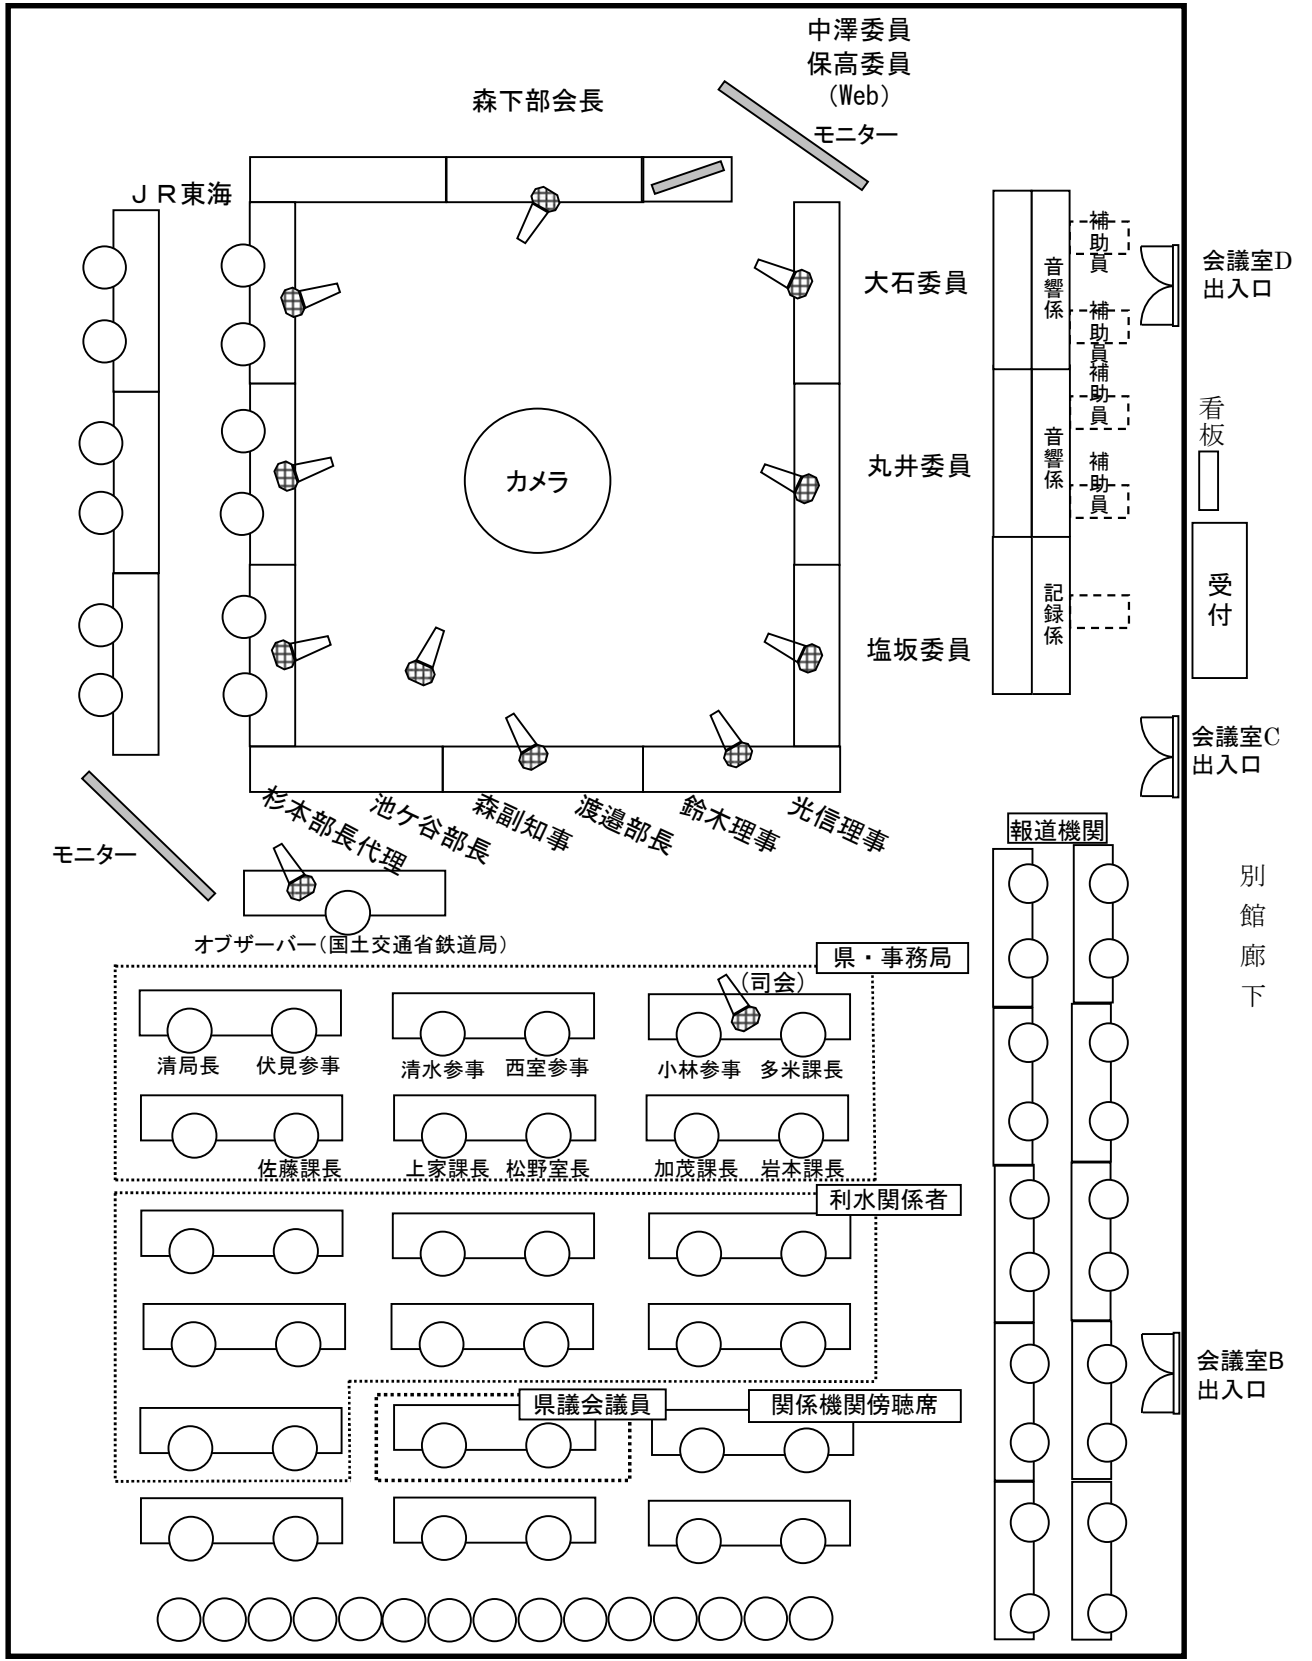 中澤委員
保高委員
（Web）
モニター
森下部会長
ＪＲ東海
大石委員
丸井委員
塩坂委員
カメラ
音響係
音響係
記録係
補助員
補助員
補助員
補助員
会議室D
出入口
看板
受付
会議室C
出入口
杉本部長代理
池ケ谷部長
森副知事
渡邉部長
鈴木理事
光信理事
モニター
オブザーバー（国土交通省鉄道局）
報道機関
別館廊下
県・事務局
（司会）
清局長
伏見参事
清水参事
西室参事
小林参事
多米課長
佐藤課長
上家課長
松野室長
加茂課長
岩本課長
利水関係者
県議会議員
関係機関傍聴席
会議室B
出入口